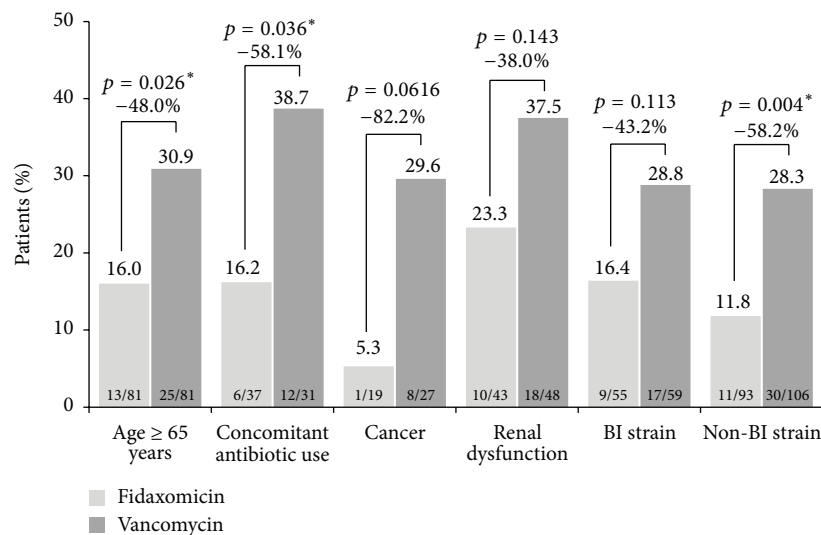 50
40
30
20
10
0
Patients (%)
p = 0.026*
−48.0%
30.9
16.0
13/81
25/81
p = 0.036*
−58.1%
38.7
16.2
6/37
12/31
p = 0.0616
−82.2%
29.6
5.3
1/19
8/27
p = 0.143
−38.0%
37.5
23.3
10/43
18/48
p = 0.113
−43.2%
28.8
16.4
9/55
17/59
p = 0.004*
−58.2%
28.3
11.8
11/93
30/106
Age ≥ 65
years
Concomitant
antibiotic use
Cancer
Renal
dysfunction
BI strain
Non-BI strain
Fidaxomicin
Vancomycin